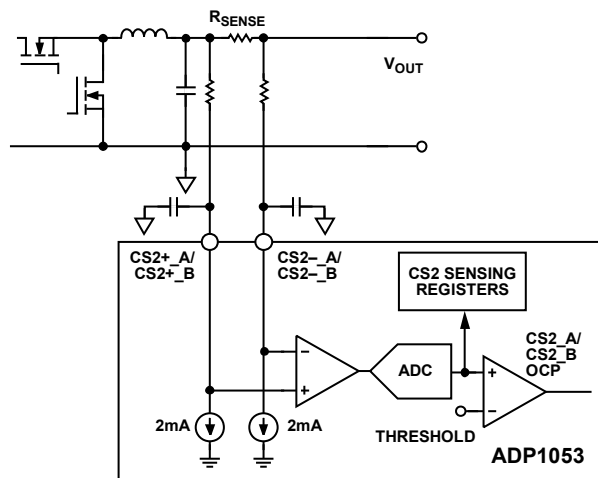 RSENSE
VOUT
CS2+_A/
CS2+_B
CS2–_A/
CS2–_B
CS2 SENSING
REGISTERS
CS2_A/
CS2_B
OCP
ADC
2mA
2mA
THRESHOLD
ADP1053
−
+
+
−